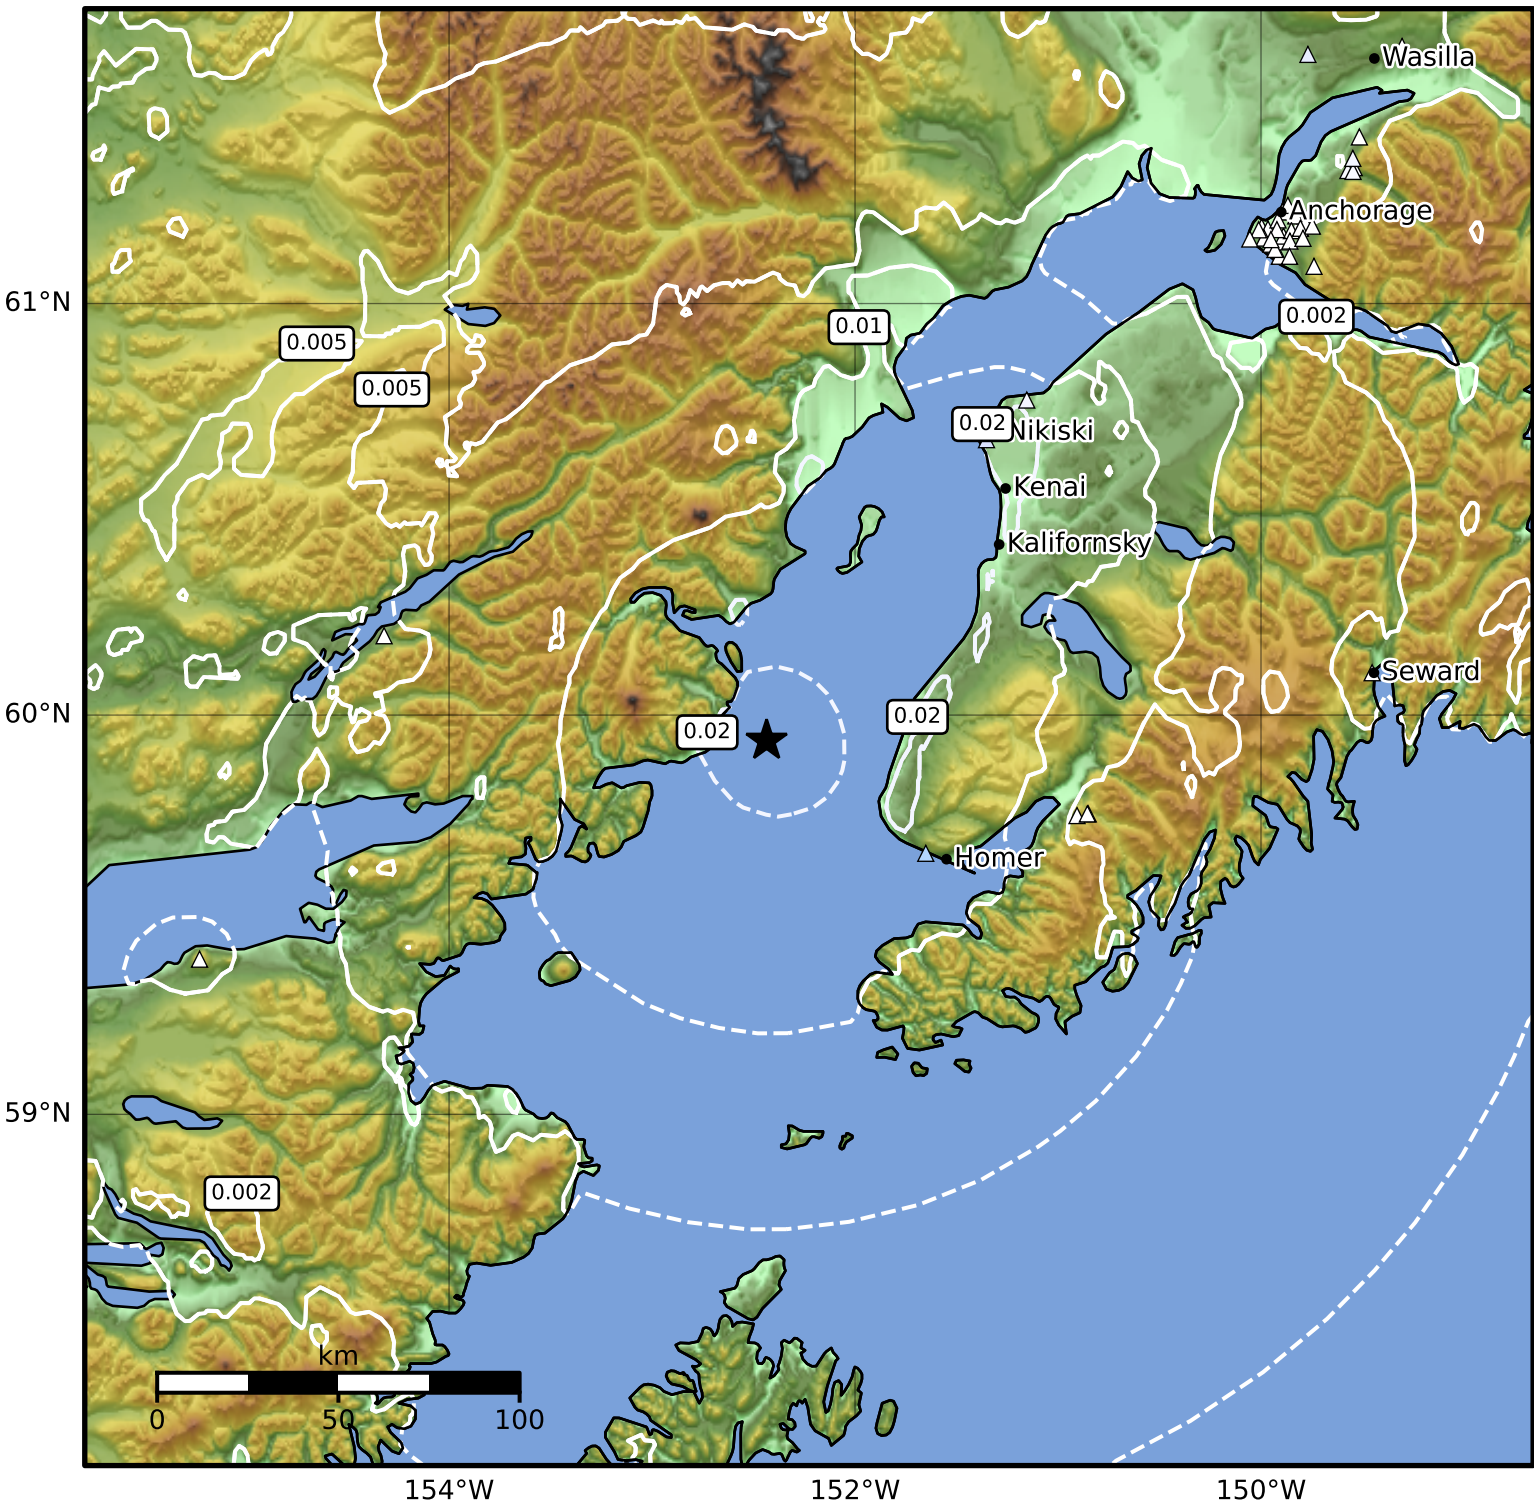 Wasilla
Anchorage
61°N
0.002
0.01
0.005
0.005
0.02
Nikiski
Kenai
Kalifornsky
Seward
60°N
0.02
0.02
Homer
59°N
0.002
km
0
50
100
154°W
152°W
150°W